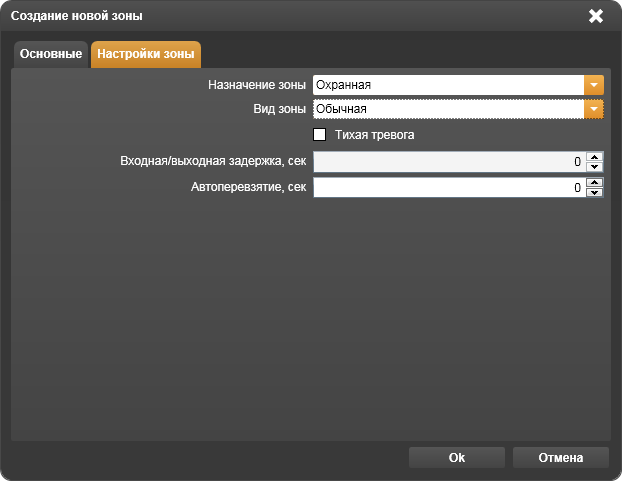 Создание новой зоны
Основные Настройки зоны
Назначение зоны Охранная
Вид зоны Обычная
Тихая тревога
Входная/выходная задержка, сек 0
Автоперевзятие, сек 0
Ok Отмена